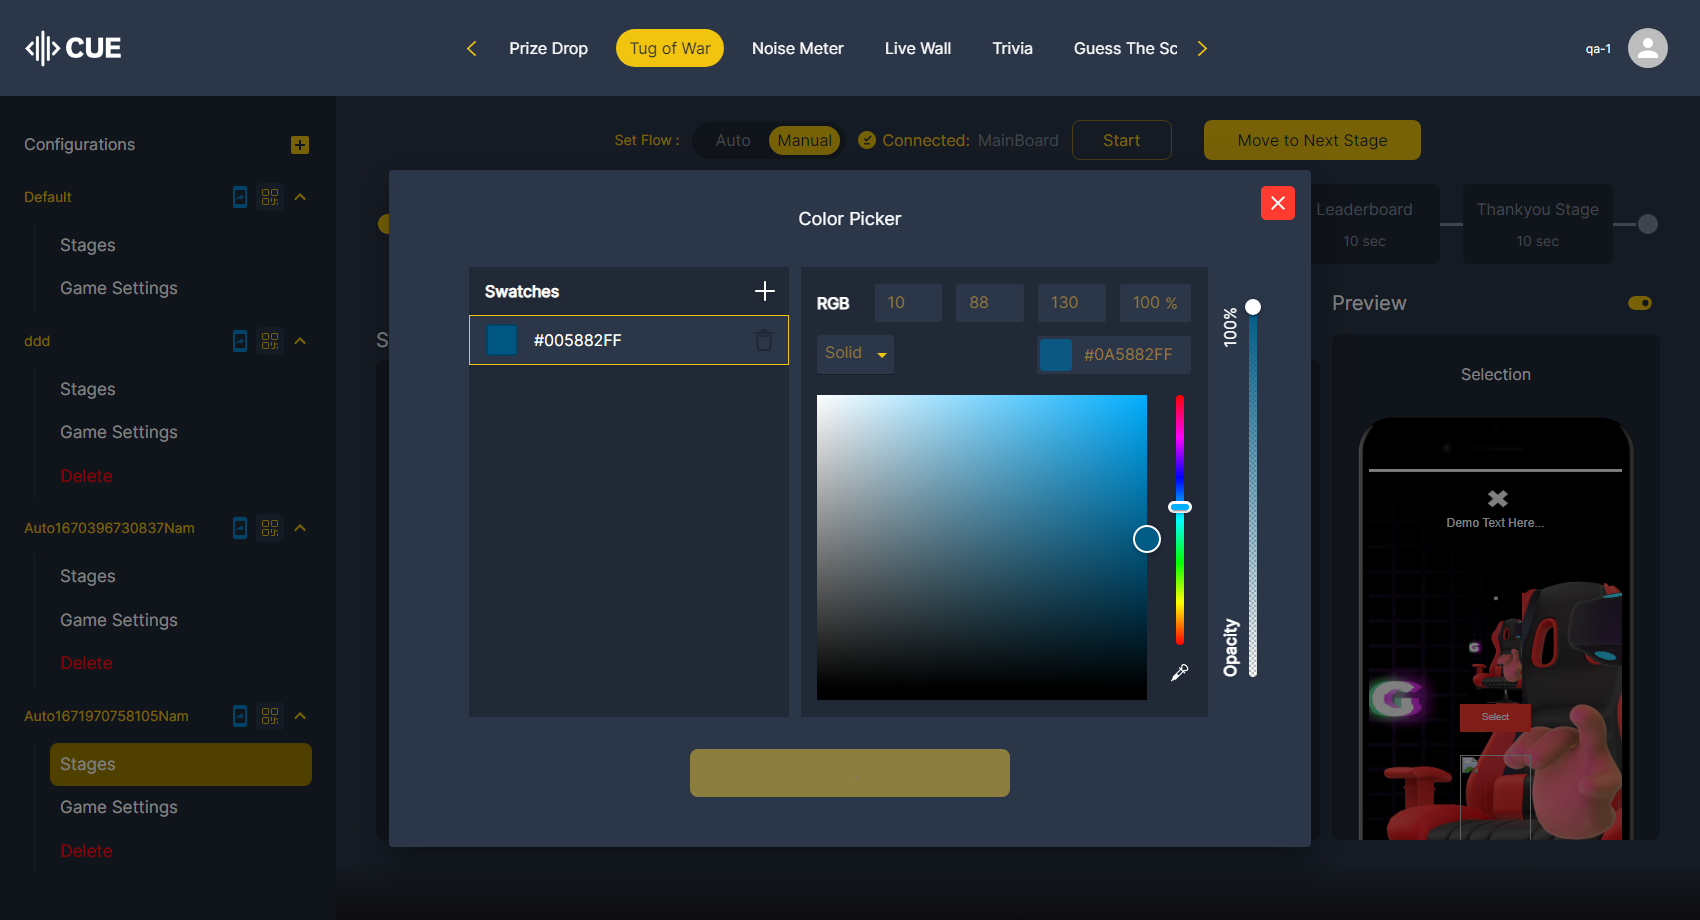 CUE
Prize Drop
Tug of War
Noise Meter
Live Wall
Trivia
Guess The Sc
qa-1
Configurations
Default
Stages
Game Settings
ddd
Stages
Game Settings
Delete
Auto1670396730837Nam
Stages
Game Settings
Delete
Auto1671970758105Nam
Stages
Game Settings
Delete
Set Flow :
Auto
Manual
Connected: MainBoard
Start
Move to Next Stage
Leaderboard
10 sec
Thankyou Stage
10 sec
S
Color Picker
Swatches
#005882FF
RGB
10
88
130
100 %
Solid
#0A5882FF
100%
Opacity
Preview
Selection
Demo Text Here...
G
G
Select